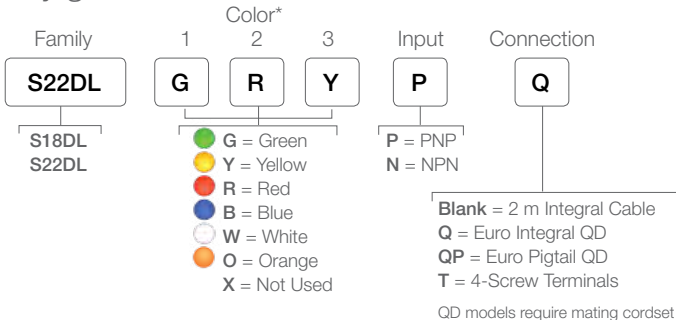 Color*
Family 1 2 3 Input Connection
S22DL G R Y P Q
S18DL
S22DL
G = Green
Y = Yellow
R = Red
B = Blue
W = White
O = Orange
X = Not Used
P = PNP
N = NPN
Blank = 2 m Integral Cable
Q = Euro Integral QD
QP = Euro Pigtail QD
T = 4-Screw Terminals
QD models require mating cordset